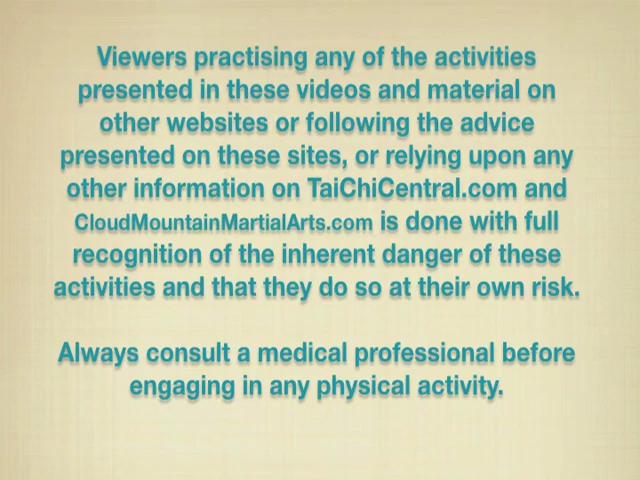 Viewers practising any of the activities
presented in these videos and material on
other websites or following the advice
presented on these sites, or relying upon any
other information on TaiChiCentral.com and
CloudMountainMartialArts.com is done with full
recognition of the inherent danger of these
activities and that they do so at their own risk.
Always consult a medical professional before
engaging in any physical activity.